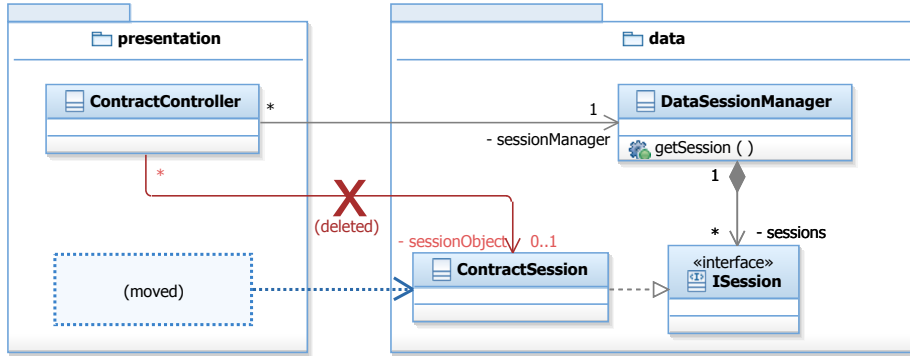 presentation
data
ContractController
DataSessionManager
*
1
- sessionManager
getSession ( )
*
1
X
(deleted)
- sessionObject
0..1
*
- sessions
(moved)
ContractSession
«interface»
ISession